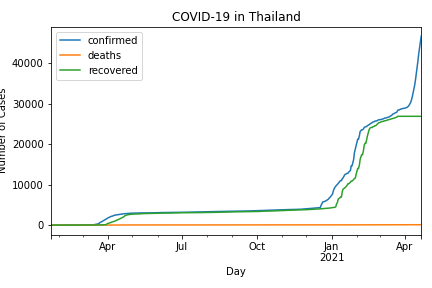 COVID-19 in Thailand
confirmed
deaths
recovered
Number of Cases
40000
30000
20000
10000
0
Apr
Jul
Oct
Jan
2021
Apr
Day